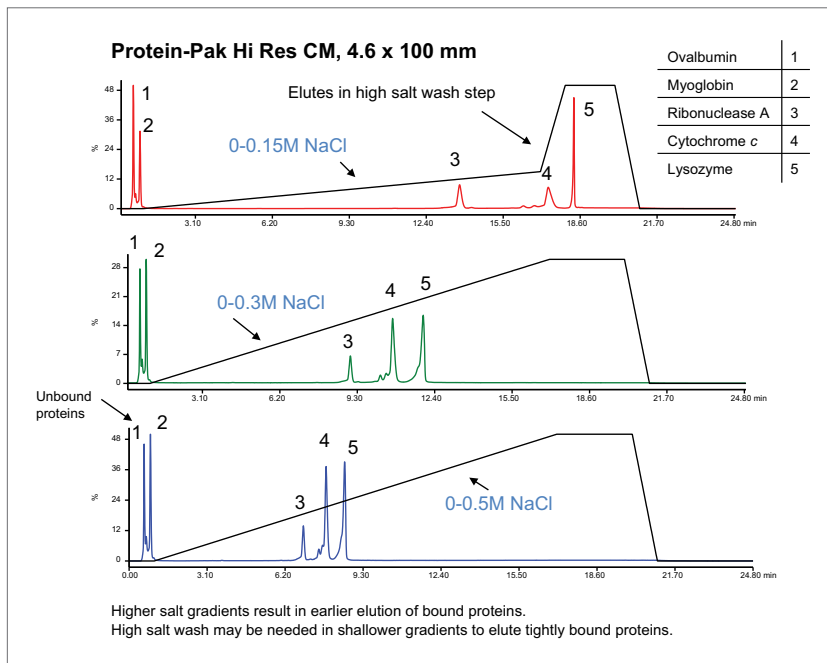 Protein-Pak Hi Res CM, 4.6 x 100 mm
Ovalbumin 1
Myoglobin 2
Ribonuclease A 3
Cytochrome c 4
Lysozyme 5
48
36
24
12
0
%
1
2
0-0.15M NaCl
Elutes in high salt wash step
3
4
5
3.10 6.20 9.30 12.40 15.50 18.60 21.70 24.80 min
28
21
14
7
0
%
1
2
0-0.3M NaCl
3
4
5
3.10 6.20 9.30 12.40 15.50 18.60 21.70 24.80 min
Unbound
proteins
48
36
24
12
0
%
1
2
3
4
5
0-0.5M NaCl
0.00 3.10 6.20 9.30 12.40 15.50 18.60 21.70 24.80 min
Higher salt gradients result in earlier elution of bound proteins.
High salt wash may be needed in shallower gradients to elute tightly bound proteins.